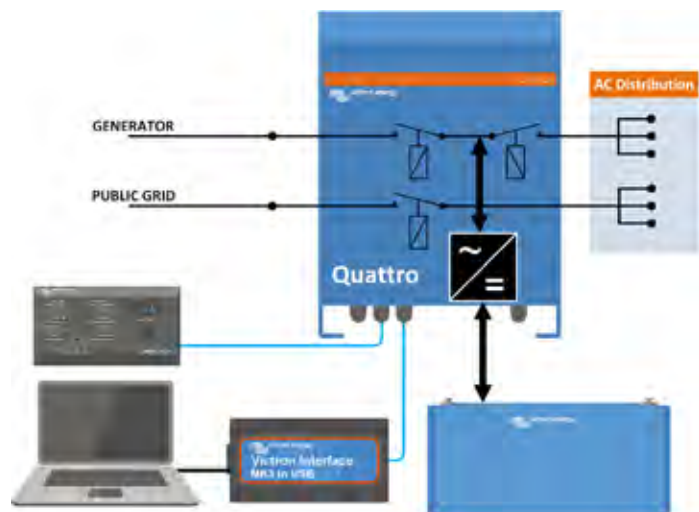 AC Distribution
GENERATOR
PUBLIC GRID
Quattro
Victron Interface
MK3 to USB